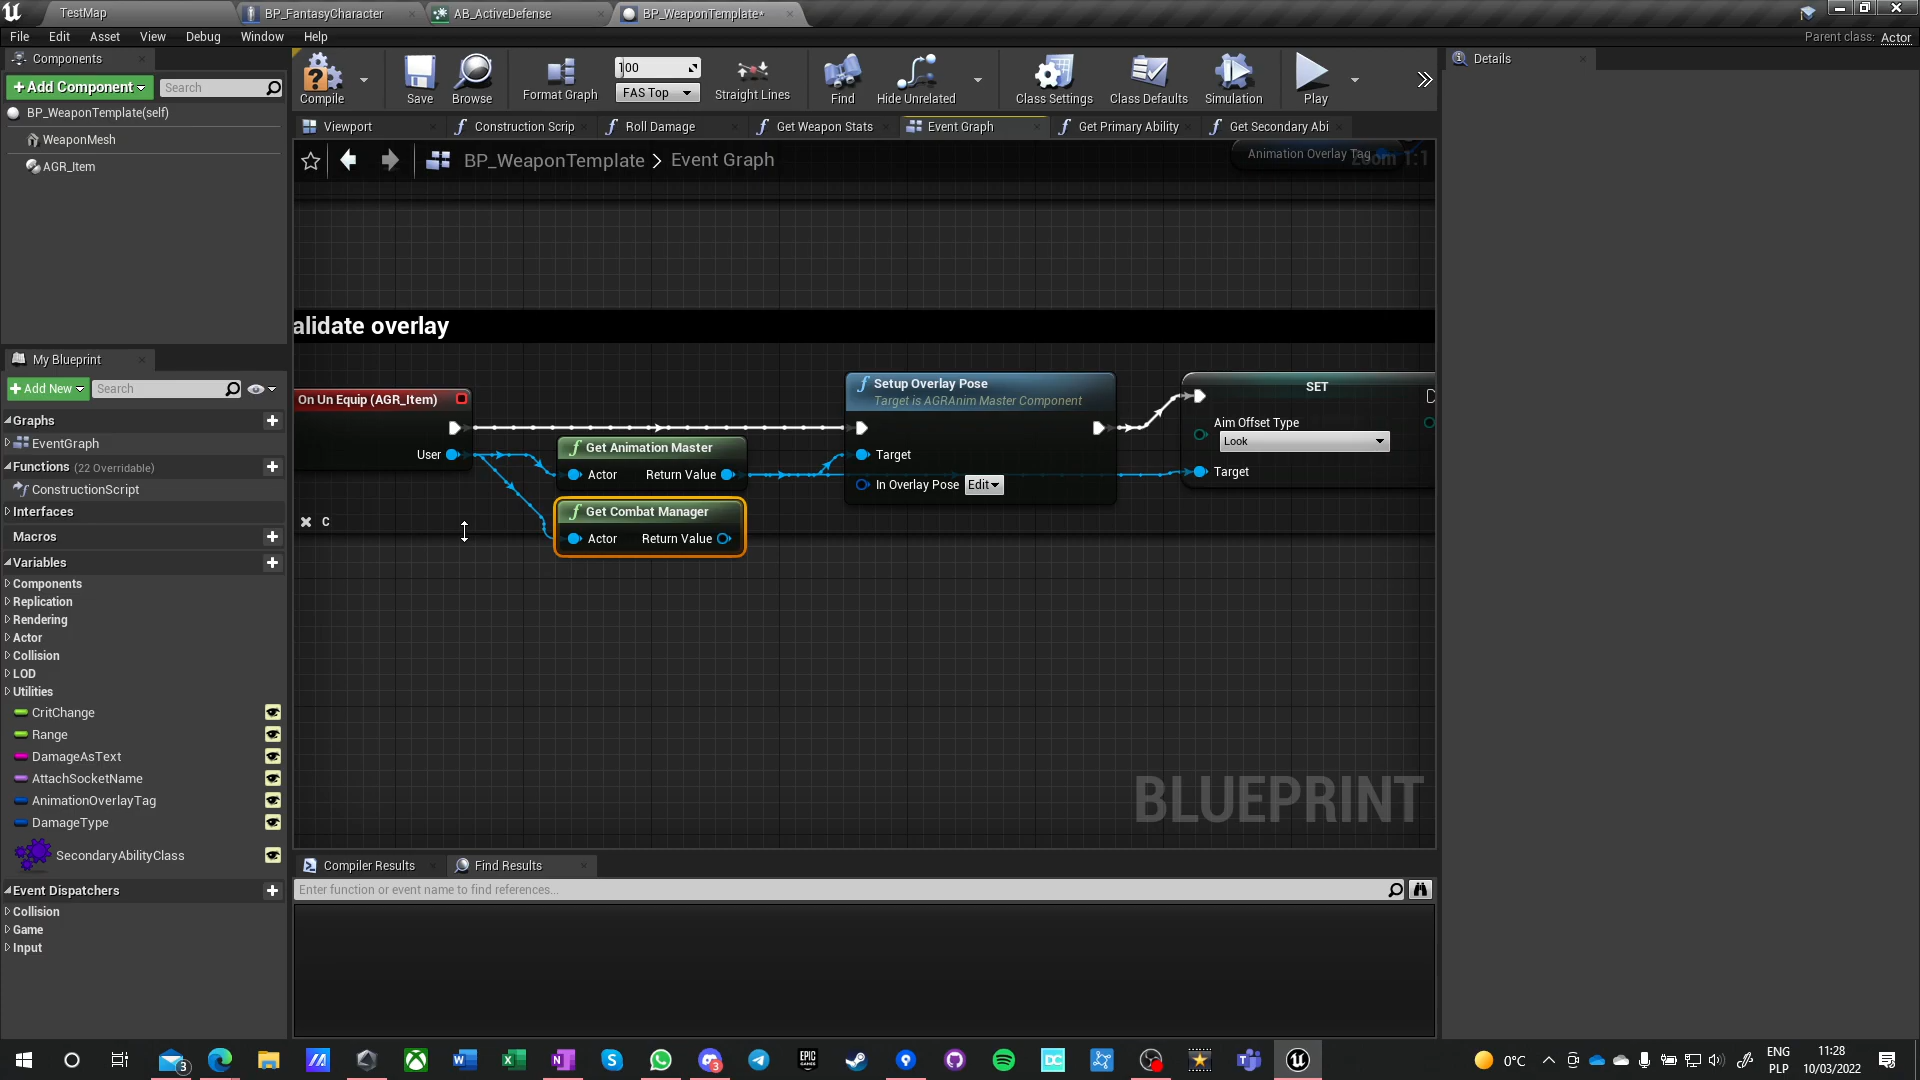 TestMap
BP_FantasyCharacter
AB_ActiveDefense
BP_WeaponTemplate*
File Edit Asset View Debug Window Help
Parent class: Actor
Components
+Add Component
Search
BP_WeaponTemplate(self)
WeaponMesh
AGR_Item
Compile
Save
Browse
Format Graph
100
FAS Top
Straight Lines
Find
Hide Unrelated
Class Settings
Class Defaults
Simulation
Play
Details
Viewport
Construction Scrip
Roll Damage
Get Weapon Stats
Event Graph
Get Primary Ability
Get Secondary Abi
BP_WeaponTemplate > Event Graph
Animation Overlay Tag
Zoom 1:1
alidate overlay
On Un Equip (AGR_Item)
User
C
Get Animation Master
Actor Return Value
Get Combat Manager
Actor Return Value
Setup Overlay Pose
Target is AGRAnim Master Component
Target
In Overlay Pose Edit
SET
Aim Offset Type
Look
Target
BLUEPRINT
My Blueprint
+Add New
Search
Graphs
EventGraph
Functions (22 Overridable)
ConstructionScript
Interfaces
Macros
Variables
Components
Replication
Rendering
Actor
Collision
LOD
Utilities
CritChange
Range
DamageAsText
AttachSocketName
AnimationOverlayTag
DamageType
SecondaryAbilityClass
Event Dispatchers
Collision
Game
Input
Compiler Results
Find Results
Enter function or event name to find references...
3
W
X
N
S
3
EPIC
GAMES
DC
0°C
ENG
PLP
11:28
10/03/2022